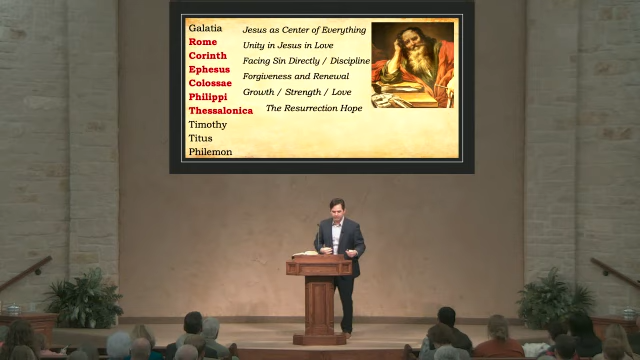 Galatia
Rome
Corinth
Ephesus
Colossae
Philippi
Thessalonica
Timothy
Titus
Philemon
Jesus as Center of Everything
Unity in Jesus in Love
Facing Sin Directly / Discipline
Forgiveness and Renewal
Growth / Strength / Love
The Resurrection Hope